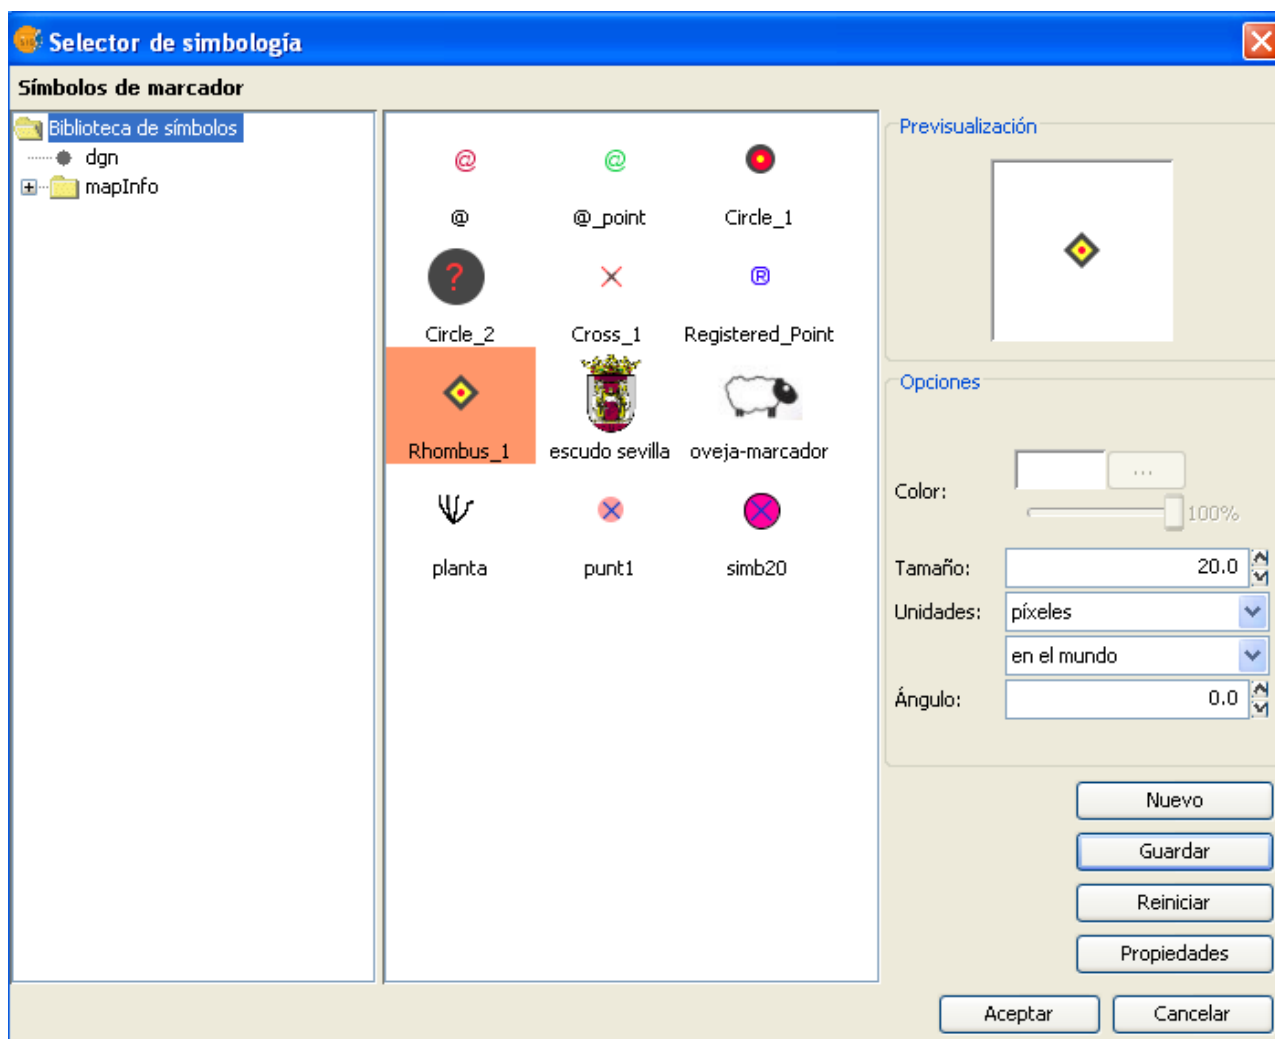 Selector de simbología
Símbolos de marcador
Biblioteca de símbolos
dgn
mapInfo
@ @ 
@ @_point Circle_1
? ®
Circle_2 Cross_1 Registered_Point
Rhombus_1 escudo sevilla oveja-marcador
planta punt1 simb20
Previsualización
Opciones
Color: ...
100%
Tamaño: 20.0
Unidades: píxeles
en el mundo
Ángulo: 0.0
Nuevo
Guardar
Reiniciar
Propiedades
Aceptar Cancelar